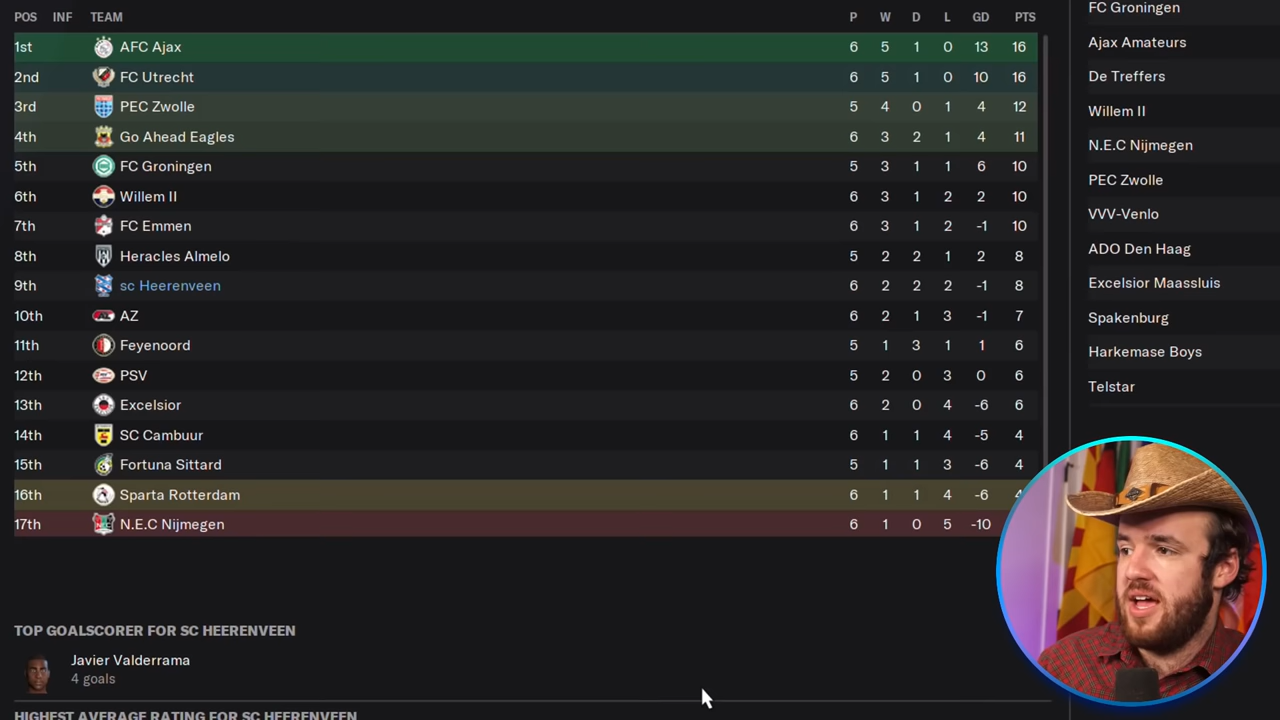 POS INF TEAM P W D L GD PTS
1st AFC Ajax 6 5 1 0 13 16
2nd FC Utrecht 6 5 1 0 10 16
3rd PEC Zwolle 5 4 0 1 4 12
4th Go Ahead Eagles 6 3 2 1 4 11
5th FC Groningen 5 3 1 1 6 10
6th Willem II 6 3 1 2 2 10
7th FC Emmen 6 3 1 2 -1 10
8th Heracles Almelo 5 2 2 1 2 8
9th sc Heerenveen 6 2 2 2 -1 8
10th AZ 6 2 1 3 -1 7
11th Feyenoord 5 1 3 1 1 6
12th PSV 5 2 0 3 0 6
13th Excelsior 6 2 0 4 -6 6
14th SC Cambuur 6 1 1 4 -5 4
15th Fortuna Sittard 5 1 1 3 -6 4
16th Sparta Rotterdam 6 1 1 4 -6 4
17th N.E.C Nijmegen 6 1 0 5 -10
TOP GOALSCORER FOR SC HEERENVEEN
Javier Valderrama
4 goals
HIGHEST AVERAGE RATING FOR SC HEERENVEEN
FC Groningen
Ajax Amateurs
De Treffers
Willem II
N.E.C Nijmegen
PEC Zwolle
VVV-Venlo
ADO Den Haag
Excelsior Maassluis
Spakenburg
Harkemase Boys
Telstar